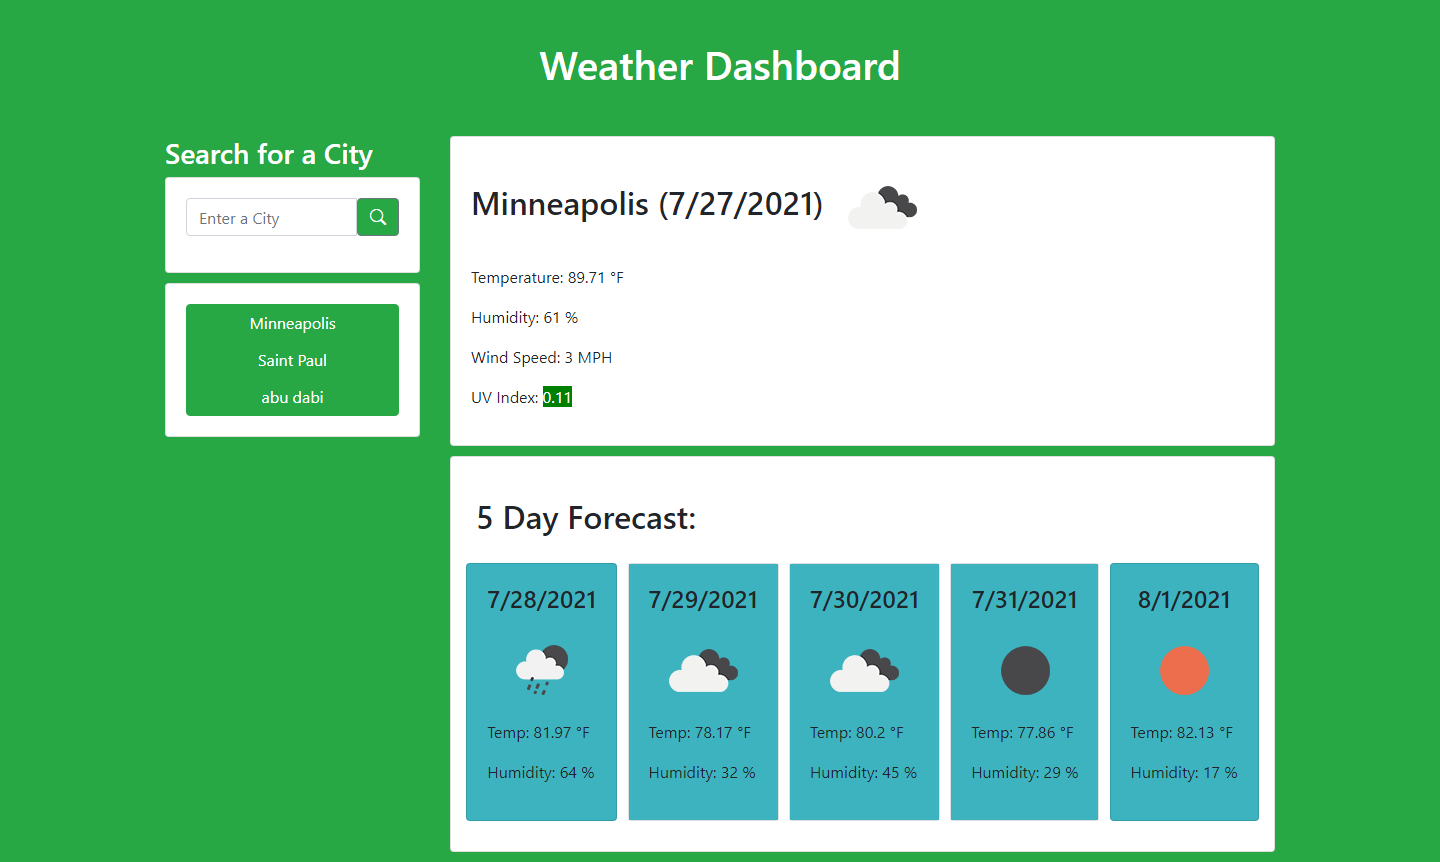 Weather Dashboard
Search for a City
Enter a City
Minneapolis
Saint Paul
abu dabi
Minneapolis (7/27/2021)
Temperature: 89.71 °F
Humidity: 61 %
Wind Speed: 3 MPH
UV Index: 0.11
5 Day Forecast:
7/28/2021
Temp: 81.97 °F
Humidity: 64 %
7/29/2021
Temp: 78.17 °F
Humidity: 32 %
7/30/2021
Temp: 80.2 °F
Humidity: 45 %
7/31/2021
Temp: 77.86 °F
Humidity: 29 %
8/1/2021
Temp: 82.13 °F
Humidity: 17 %